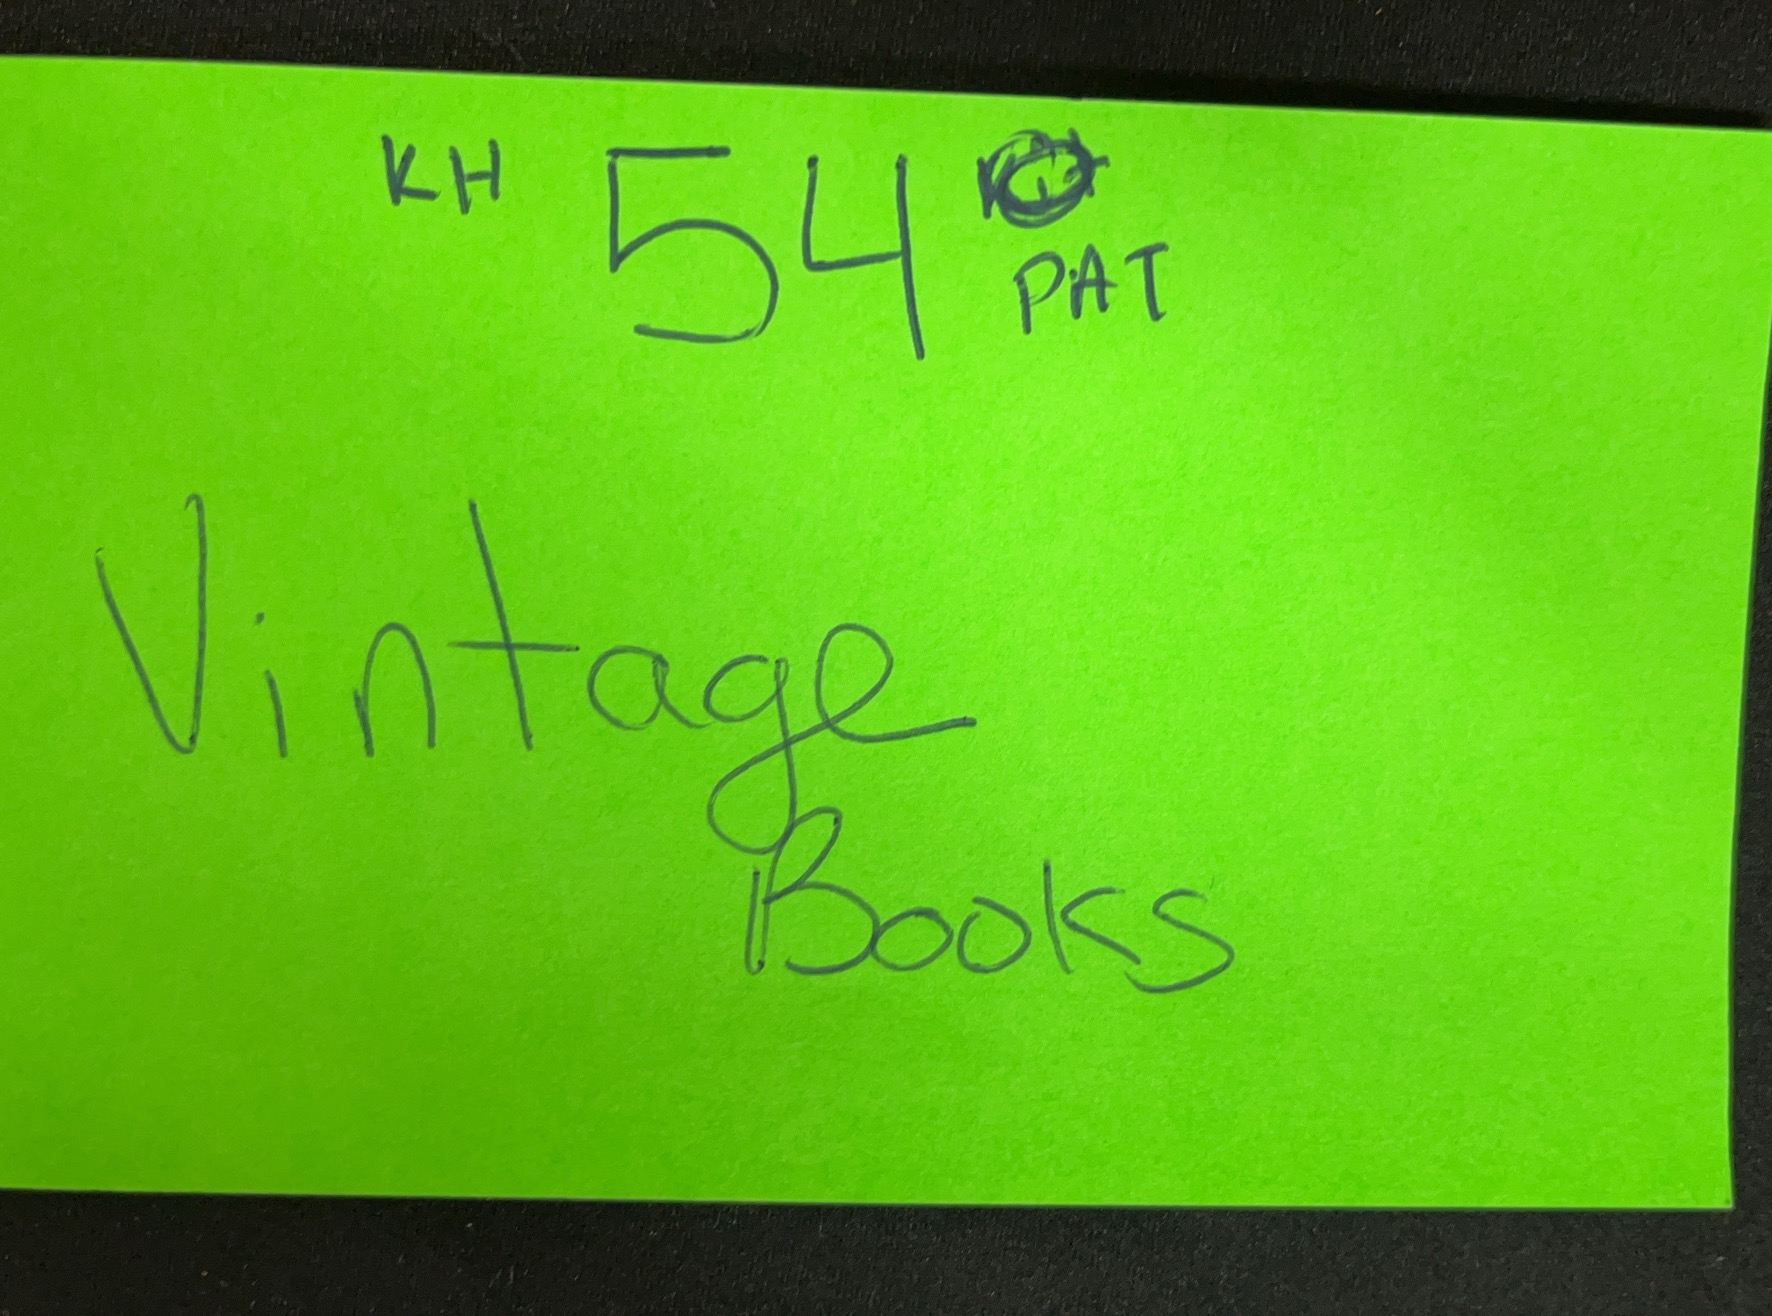 KH 54
PAT
Vintage
Books